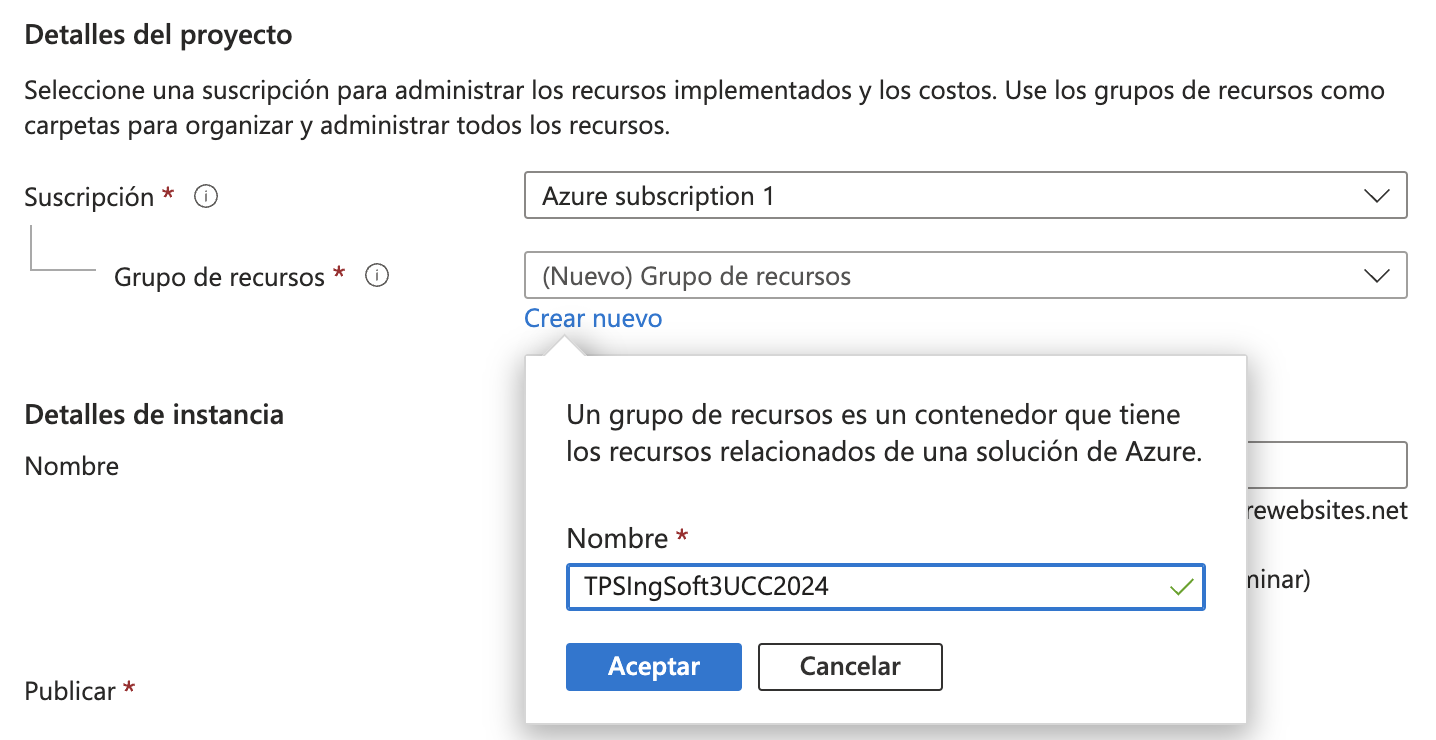 Detalles del proyecto
Seleccione una suscripción para administrar los recursos implementados y los costos. Use los grupos de recursos como
carpetas para organizar y administrar todos los recursos.
Suscripción *
Azure subscription 1
Grupo de recursos *
(Nuevo) Grupo de recursos
Crear nuevo
Un grupo de recursos es un contenedor que tiene
los recursos relacionados de una solución de Azure.
Nombre *
TPSIngSoft3UCC2024
Aceptar
Cancelar
Detalles de instancia
Nombre
rewebsites.net
minar)
Publicar *